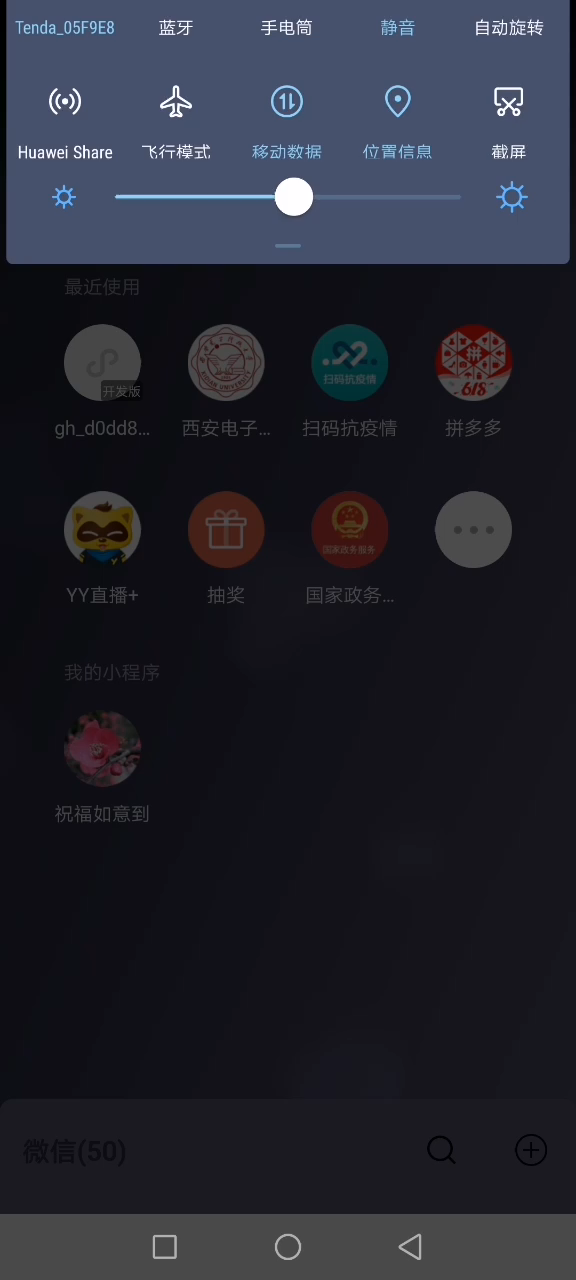 Tenda_05F9E8 蓝牙 手电筒 静音 自动旋转
Huawei Share 飞行模式 移动数据 位置信息 截屏
最近使用
开发版
扫码抗疫情
拼
618
gh_d0dd8... 西安电子... 扫码抗疫情 拼多多
国家政务服务
YY直播+ 抽奖 国家政务...
我的小程序
祝福如意到
微信(50)